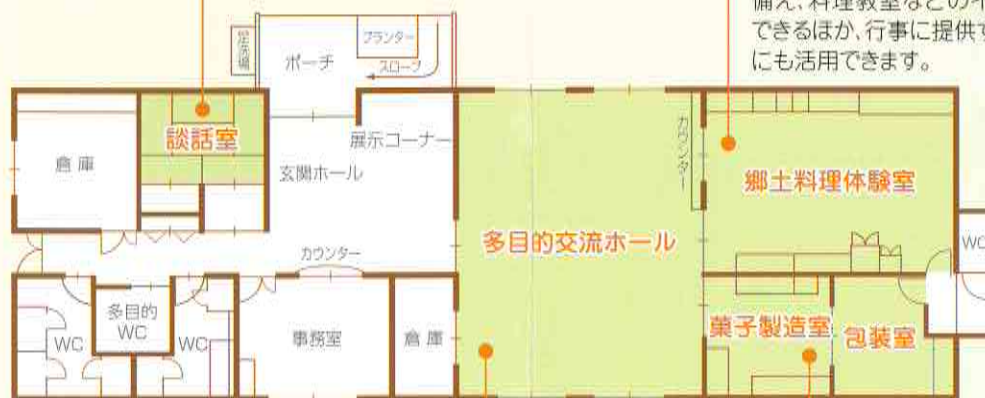 備え、料理教室などのイ
できるほか、行事に提供す
にも活用できます。
足洗場
ポーチ
プランター
スロープ
倉庫
談話室
玄関ホール
展示コーナー
カウンター
多目的交流ホール
カウンター
郷土料理体験室
WC
WC
多目的
WC
WC
事務室
倉庫
菓子製造室
包装室